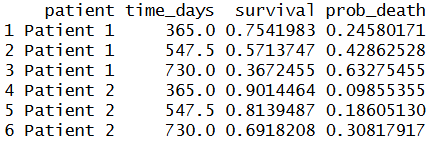 patient time_days survival prob_death
1 Patient 1 365.0 0.7541983 0.24580171
2 Patient 1 547.5 0.5713747 0.42862528
3 Patient 1 730.0 0.3672455 0.63275455
4 Patient 2 365.0 0.9014464 0.09855355
5 Patient 2 547.5 0.8139487 0.18605130
6 Patient 2 730.0 0.6918208 0.30817917